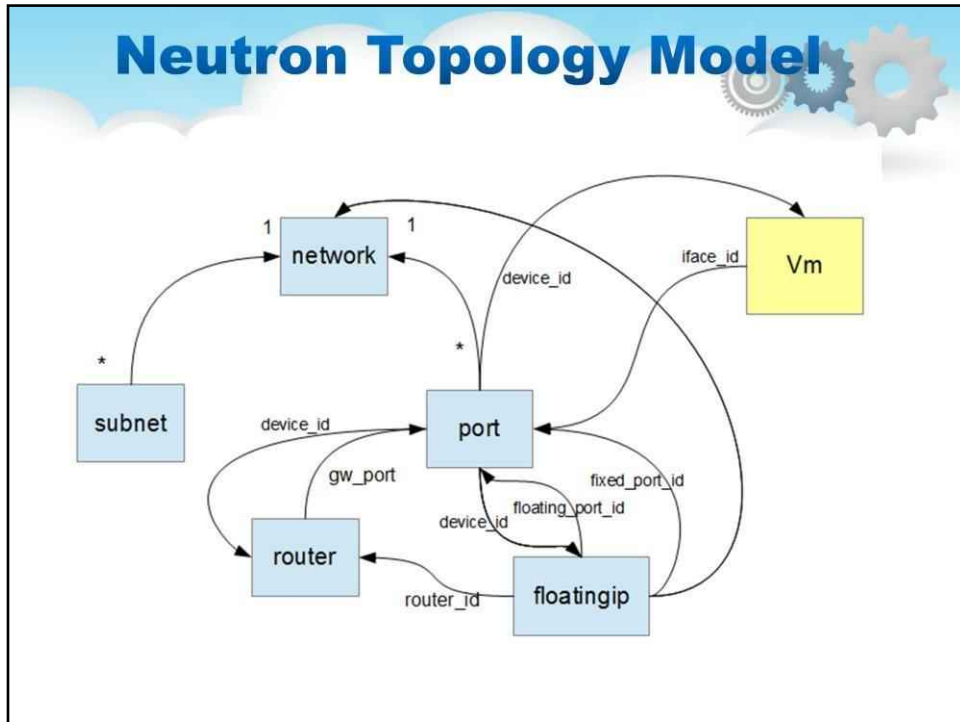 Neutron Topology Model
1
1
network
iface_id
Vm
device_id
*
*
subnet
port
device_id
gw_port
fixed_port_id
floating_port_id
device_id
router
floatingip
router_id